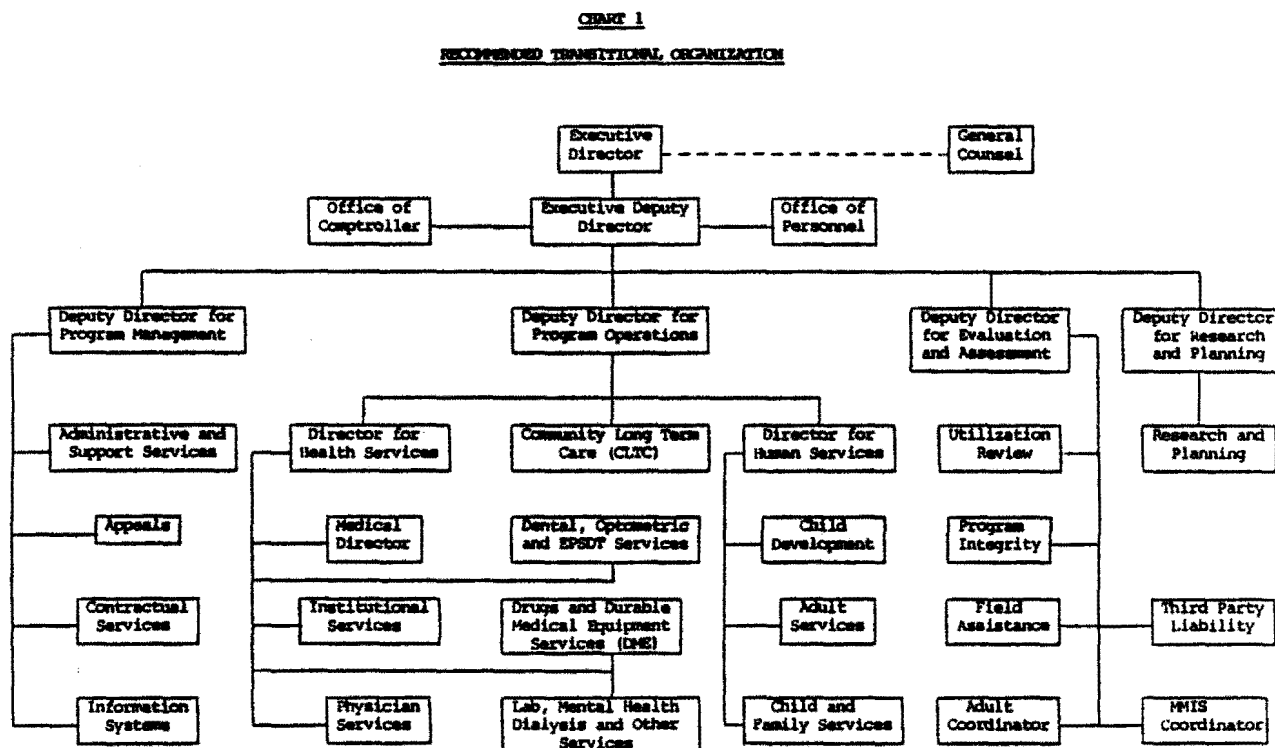 CHART 1
RECOMMENDED TRANSITIONAL ORGANIZATION
Executive
Director
General
Counsel
Office of
Comptroller
Executive Deputy
Director
Office of
Personnel
Deputy Director for
Program Management
Deputy Director for
Program Operations
Deputy Director
for Evaluation
and Assessment
Deputy Director
for Research
and Planning
Administrative and
Support Services
Director for
Health Services
Community Long Term
Care (CLTC)
Director for
Human Services
Utilization
Review
Research and
Planning
Appeals
Medical
Director
Dental, Optometric
and EPSDT Services
Child
Development
Program
Integrity
Contractual
Services
Institutional
Services
Drugs and Durable
Medical Equipment
Services (DME)
Adult
Services
Field
Assistance
Third Party
Liability
Information
Systems
Physician
Services
Lab, Mental Health
Dialysis and Other
Services
Child and
Family Services
Adult
Coordinator
MMIS
Coordinator